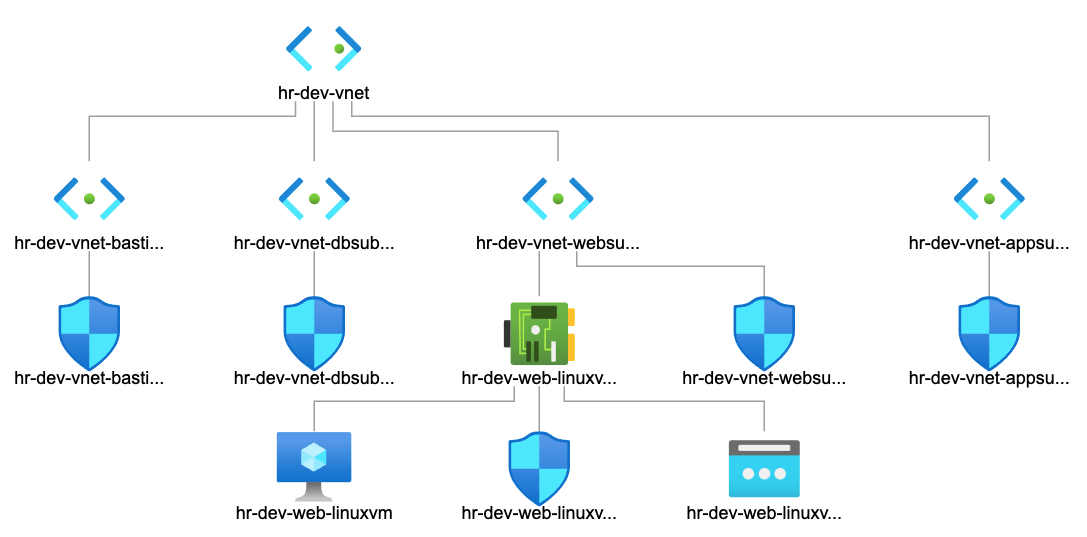 hr-dev-vnet
hr-dev-vnet-basti...
hr-dev-vnet-dbsub...
hr-dev-vnet-websu...
hr-dev-vnet-appsu...
hr-dev-vnet-basti...
hr-dev-vnet-dbsub...
hr-dev-web-linuxv...
hr-dev-vnet-websu...
hr-dev-vnet-appsu...
hr-dev-web-linuxvm
hr-dev-web-linuxv...
hr-dev-web-linuxv...